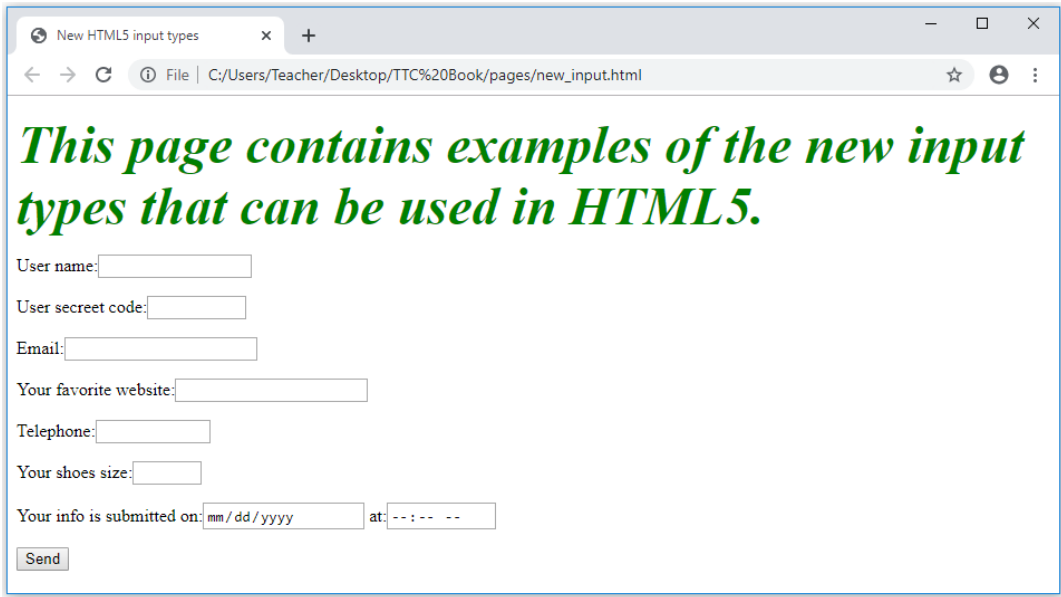 New HTML5 input types
File C:/Users/Teacher/Desktop/TTC%20Book/pages/new_input.html
This page contains examples of the new input
types that can be used in HTML5.
User name:
User secreet code:
Email:
Your favorite website:
Telephone:
Your shoes size:
Your info is submitted on: mm/dd/yyyy at: --:-- --
Send